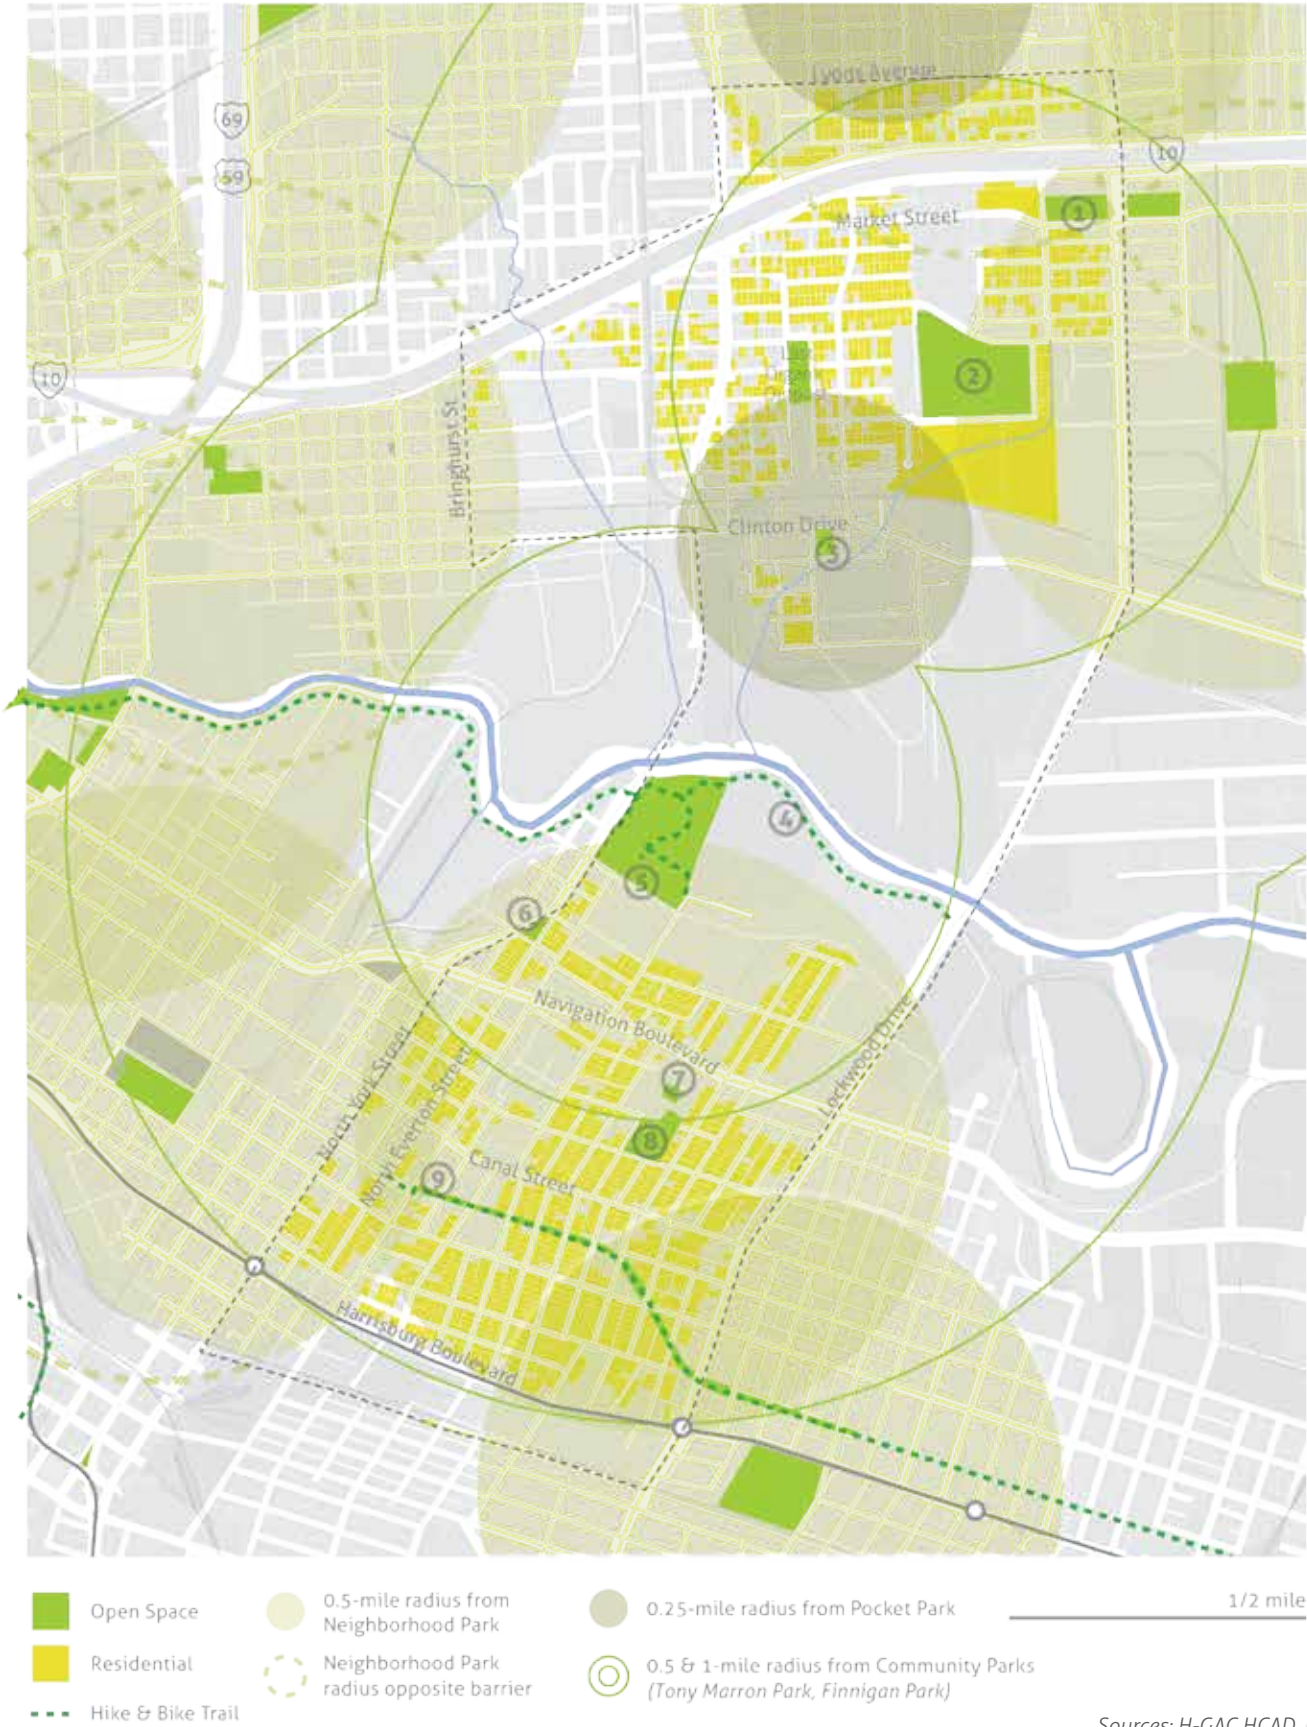 Lyons Avenue
69
59
10
Market Street
1
2
10
Bringhurst St
Clinton Drive
3
4
5
6
Navigation Boulevard
7
Lockwood Drive
North York Street
North Everton Street
8
Canal Street
9
Harrisburg Boulevard
Open Space
Residential
Hike & Bike Trail
0.5-mile radius from
Neighborhood Park
Neighborhood Park
radius opposite barrier
0.25-mile radius from Pocket Park
0.5 & 1-mile radius from Community Parks
(Tony Marron Park, Finnigan Park)
1/2 mile
Sources: H-GAC HCAD